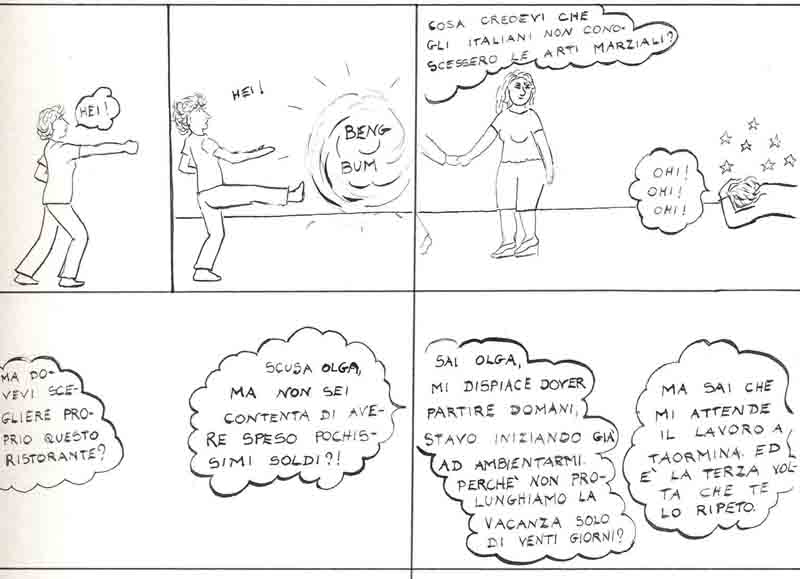 HEI!
HEI!
BENG
BUM
COSA CREDEVI CHE
GLI ITALIANI NON CONO-
SCESSERO LE ARTI MARZIALI?
OHI!
OHI!
OHI!
MA DO-
VEVI SCE-
GLIERE PRO-
PRIO QUESTO
RISTORANTE?
SCUSA OLGA,
MA NON SEI
CONTENTA DI AVE-
RE SPESO POCHIS-
SIMI SOLDI?!
SAI OLGA,
MI DISPIACE DOVER
PARTIRE DOMANI,
STAVO INIZIANDO GIÀ
AD AMBIENTARMI.
PERCHÈ NON PRO-
LUNGHIAMO LA
VACANZA SOLO
DI VENTI GIORNI?
MA SAI CHE
MI ATTENDE
IL LAVORO A
TAORMINA. ED
E' LA TERZA VOL-
TA CHE TE
LO RIPETO.